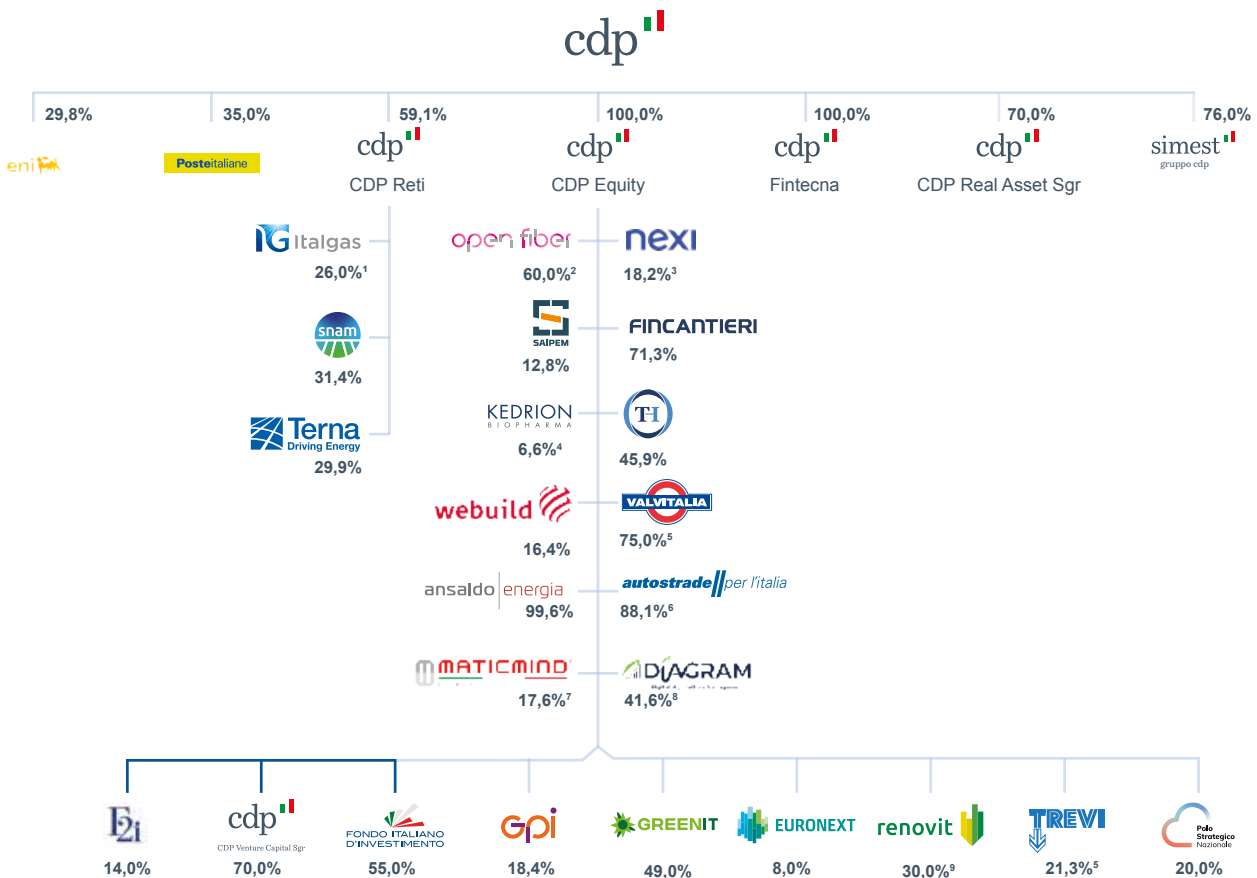 cdp
29,8%
35,0%
59,1%
100,0%
100,0%
70,0%
76,0%
eni
Posteitaliane
cdp
CDP Reti
cdp
CDP Equity
cdp
Fintecna
cdp
CDP Real Asset Sgr
simest
gruppo cdp
IG Italgas
26,0%¹
open fiber
60,0%²
nexi
18,2%³
snam
31,4%
SAIPEM
12,8%
FINCANTIERI
71,3%
Terna
Driving Energy
29,9%
KEDRION
BIOPHARMA
6,6%⁴
TH
45,9%
webuild
16,4%
VALVITALIA
75,0%⁵
ansaldo energia
99,6%
autostrade per l'italia
88,1%⁶
MATICMIND
17,6%⁷
DIAGRAM
41,6%⁸
F2i
14,0%
cdp
CDP Venture Capital Sgr
70,0%
FONDO ITALIANO
D'INVESTIMENTO
55,0%
GPI
18,4%
GREENIT
49,0%
EURONEXT
8,0%
renovit
30,0%⁹
TREVI
21,3%⁵
Polo
Strategico
Nazionale
20,0%